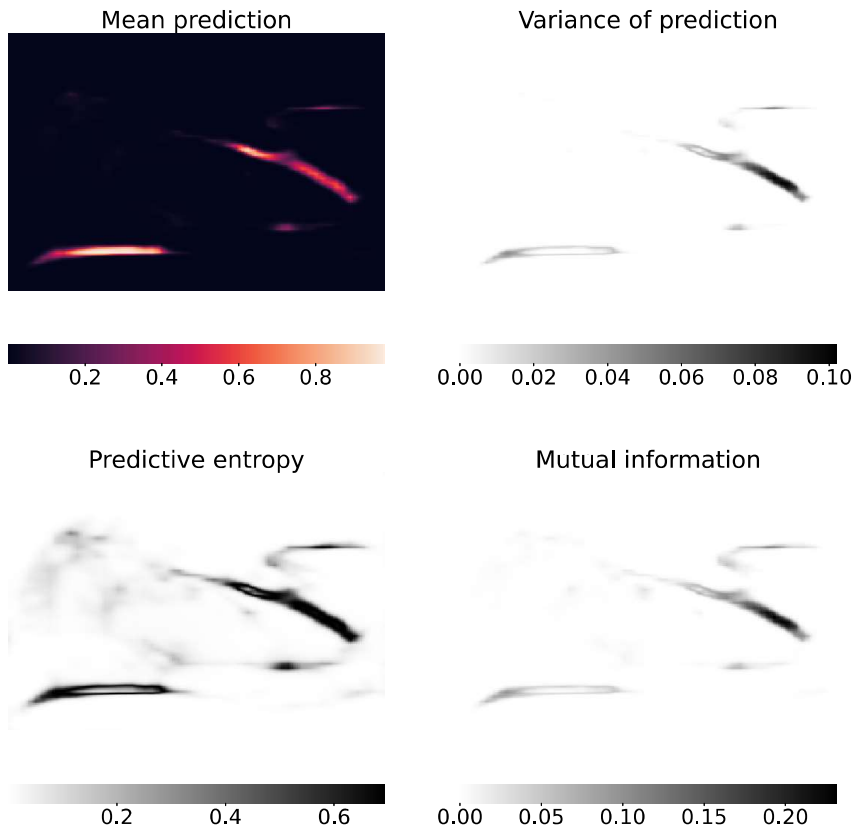 Mean prediction
Variance of prediction
0.2 0.4 0.6 0.8
0.00 0.02 0.04 0.06 0.08 0.10
Predictive entropy
Mutual information
0.2 0.4 0.6
0.00 0.05 0.10 0.15 0.20